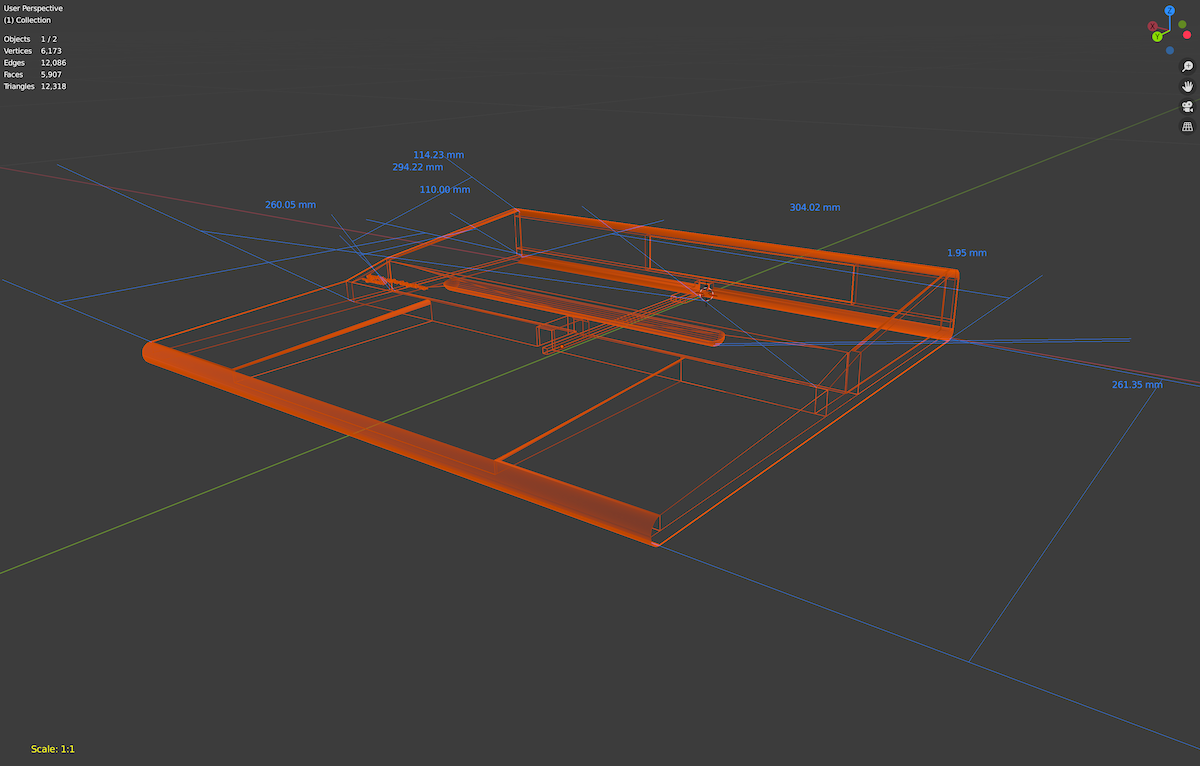 User Perspective
(1) Collection
Objects 1 / 2
Vertices 6,173
Edges 12,086
Faces 5,907
Triangles 12,318
Z
X
Y
114.23 mm
294.22 mm
110.00 mm
260.05 mm
304.02 mm
1.95 mm
261.35 mm
Scale: 1:1